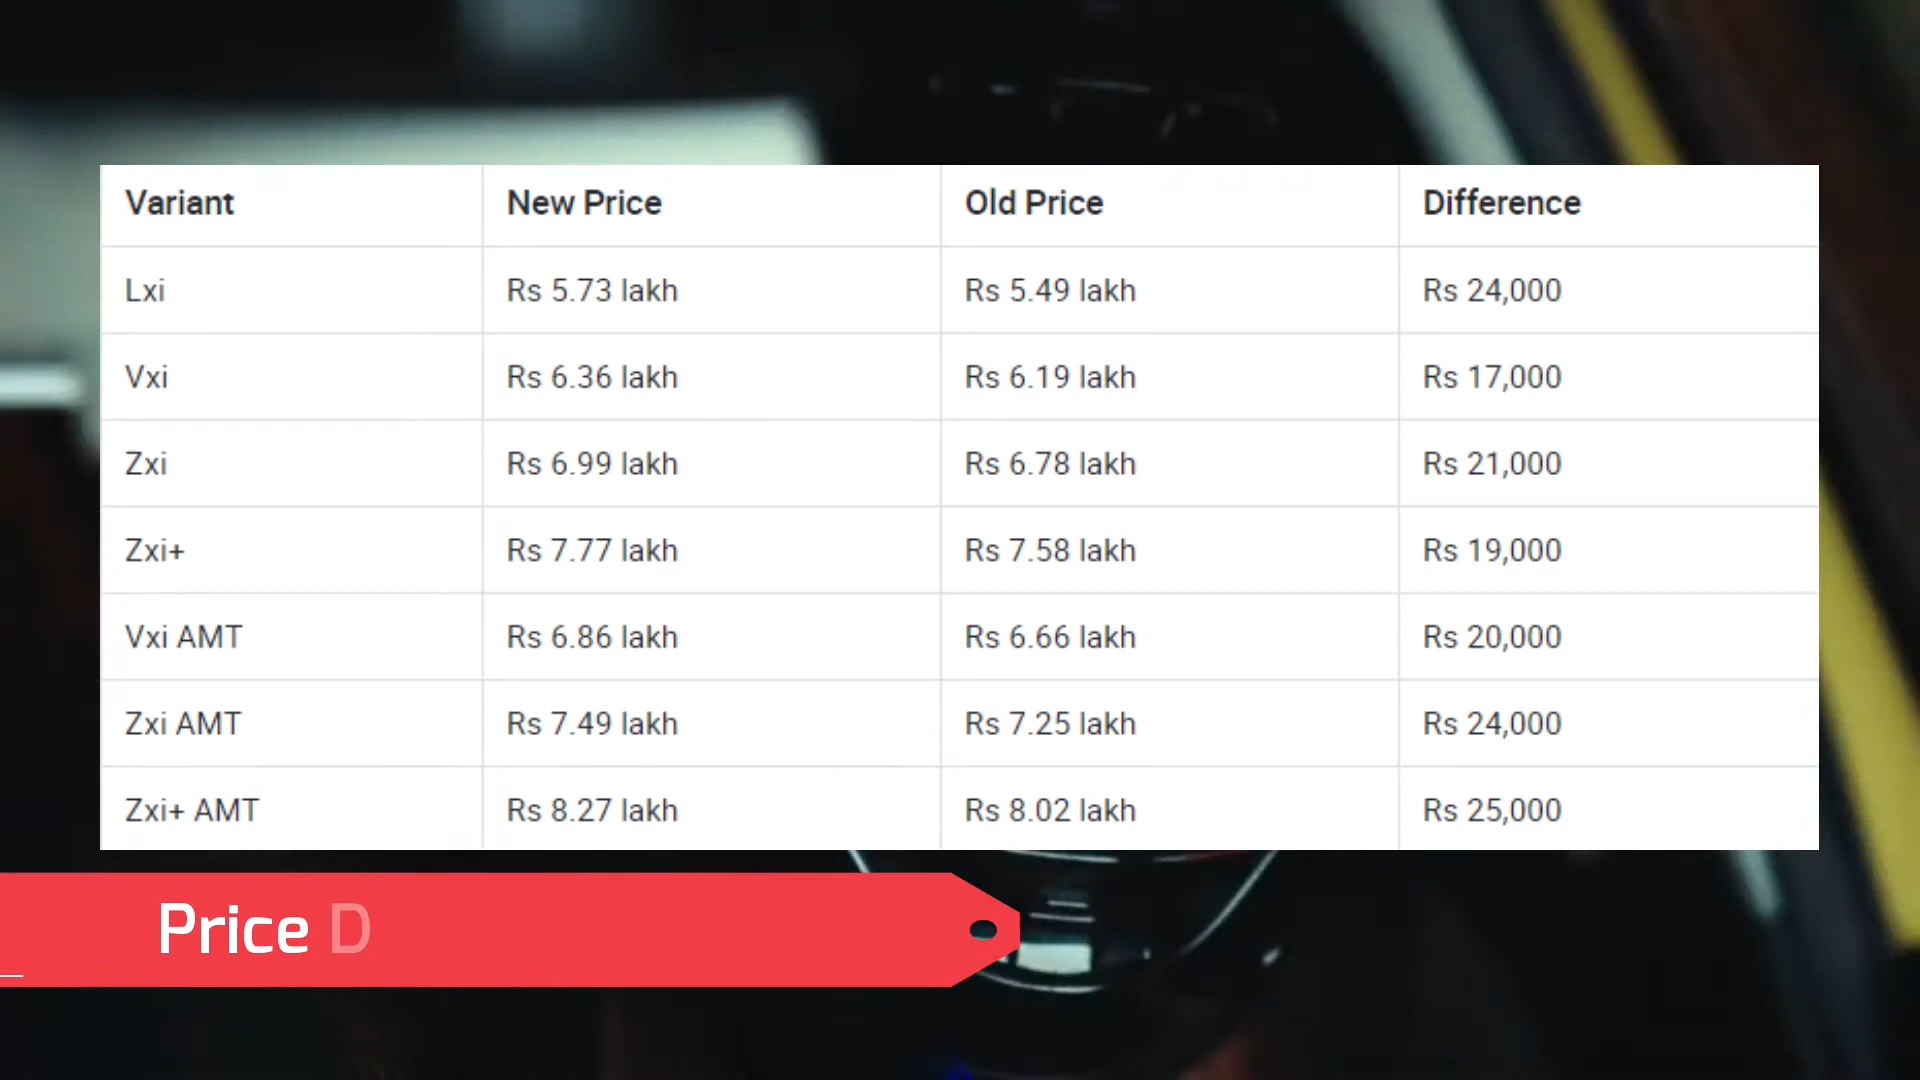 Variant New Price Old Price Difference
Lxi Rs 5.73 lakh Rs 5.49 lakh Rs 24,000
Vxi Rs 6.36 lakh Rs 6.19 lakh Rs 17,000
Zxi Rs 6.99 lakh Rs 6.78 lakh Rs 21,000
Zxi+ Rs 7.77 lakh Rs 7.58 lakh Rs 19,000
Vxi AMT Rs 6.86 lakh Rs 6.66 lakh Rs 20,000
Zxi AMT Rs 7.49 lakh Rs 7.25 lakh Rs 24,000
Zxi+ AMT Rs 8.27 lakh Rs 8.02 lakh Rs 25,000
Price D